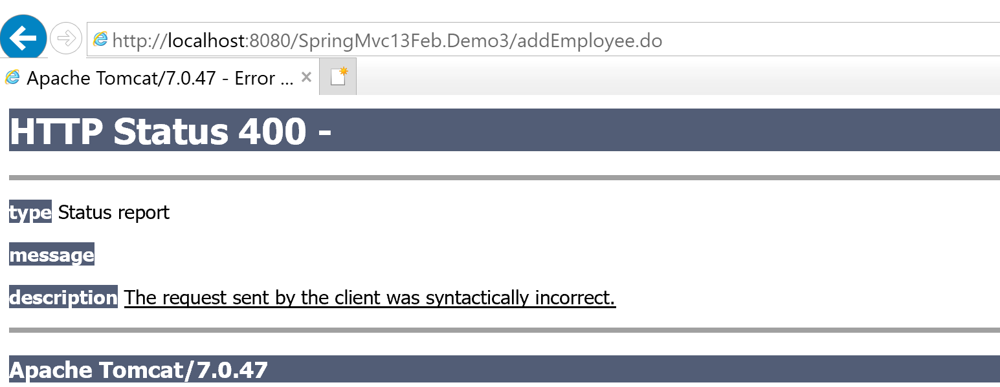 http://localhost:8080/SpringMvc13Feb.Demo3/addEmployee.do
Apache Tomcat/7.0.47 - Error ...
HTTP Status 400 -
type Status report
message
description The request sent by the client was syntactically incorrect.
Apache Tomcat/7.0.47